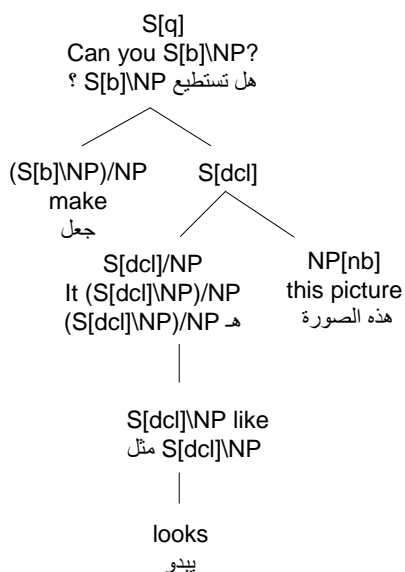 S[q]
Can you S[b]\NP?
هل تستطيع S[b]\NP ؟
(S[b]\NP)/NP
make
جعل
S[dcl]
S[dcl]/NP
It (S[dcl]\NP)/NP
(S[dcl]\NP)/NP هـ
NP[nb]
this picture
هذه الصورة
S[dcl]\NP like
مثل S[dcl]\NP
looks
يبدو